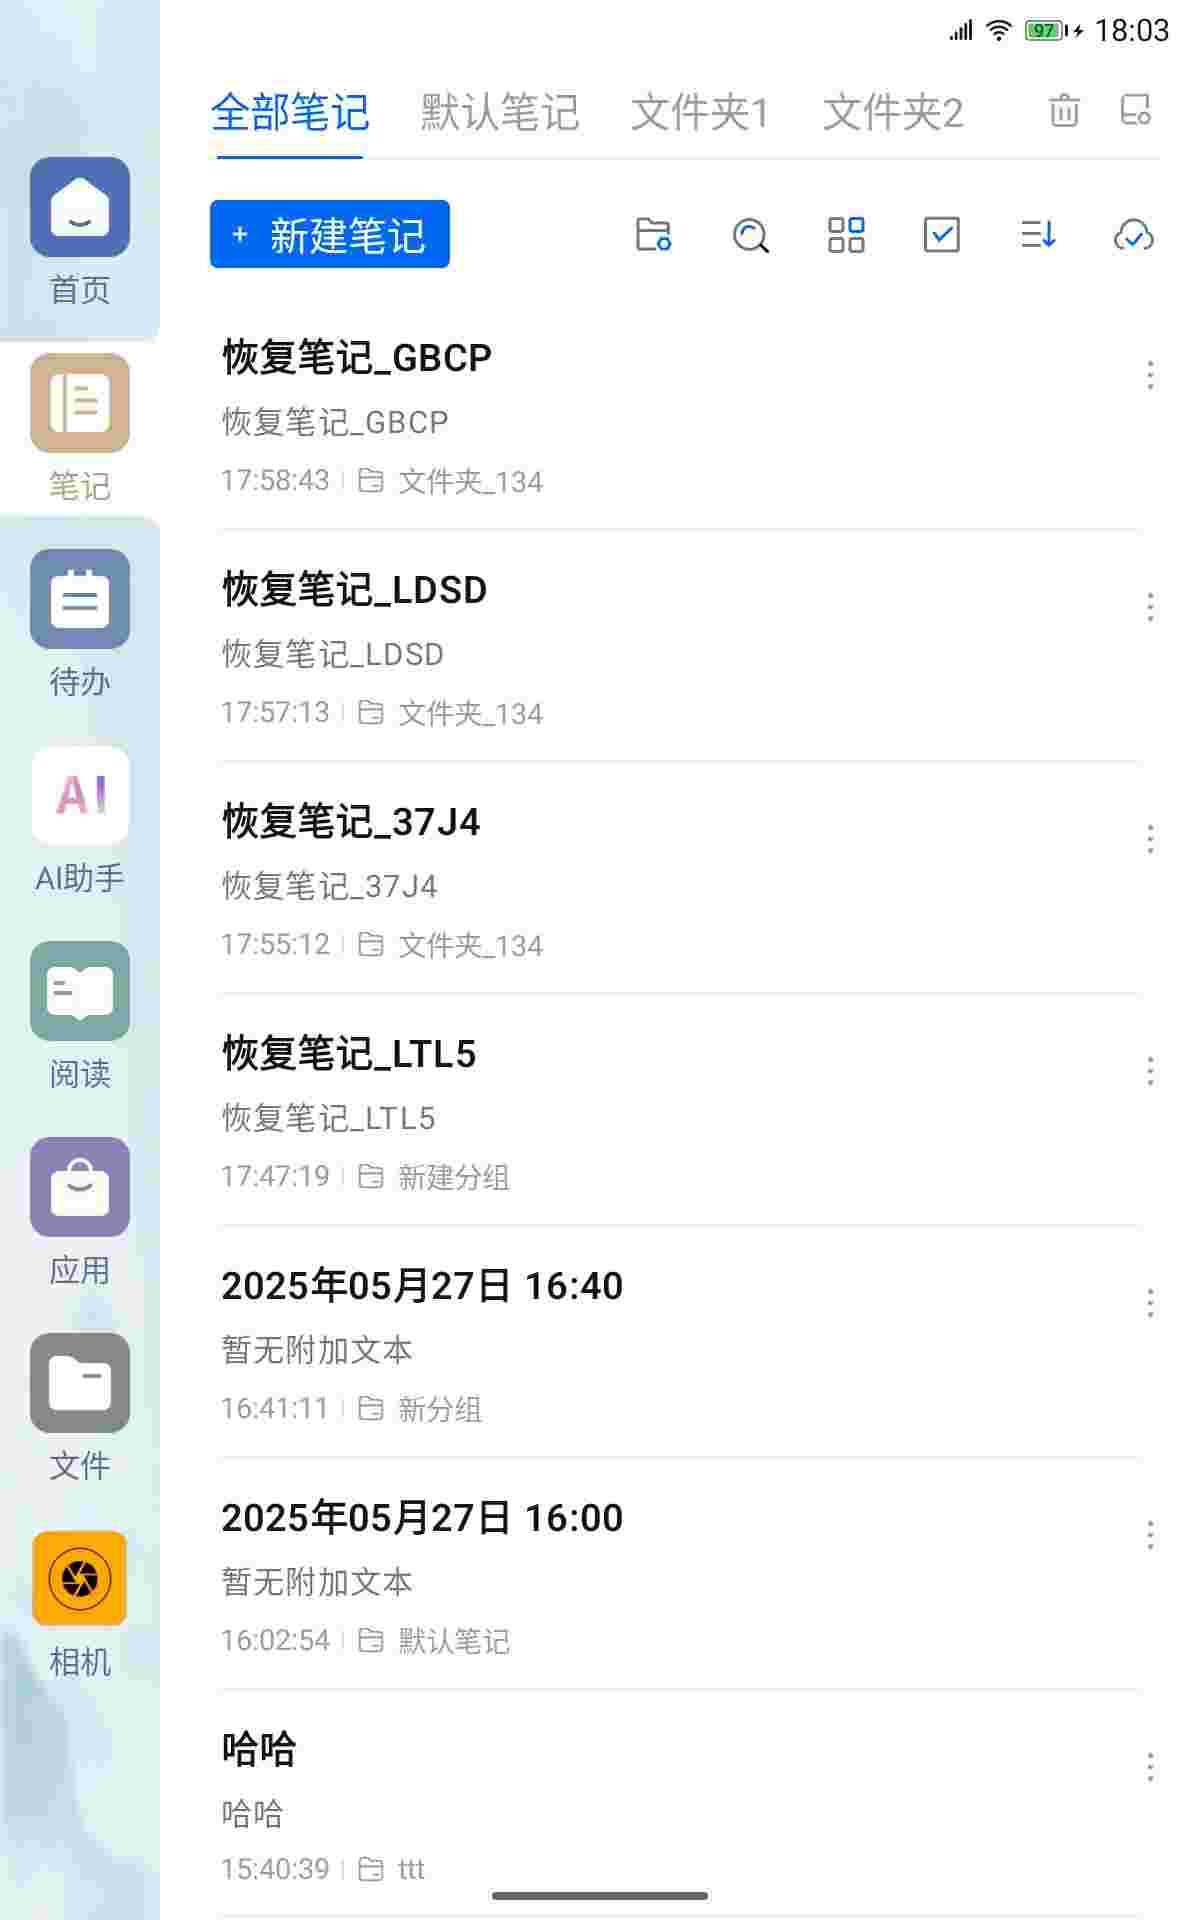 97 18:03
全部笔记 默认笔记 文件夹1 文件夹2
+ 新建笔记
首页
笔记
待办
AI
AI助手
阅读
应用
文件
相机
恢复笔记_GBCP
恢复笔记_GBCP
17:58:43 文件夹_134
恢复笔记_LDSD
恢复笔记_LDSD
17:57:13 文件夹_134
恢复笔记_37J4
恢复笔记_37J4
17:55:12 文件夹_134
恢复笔记_LTL5
恢复笔记_LTL5
17:47:19 新建分组
2025年05月27日 16:40
暂无附加文本
16:41:11 新分组
2025年05月27日 16:00
暂无附加文本
16:02:54 默认笔记
哈哈
哈哈
15:40:39 ttt